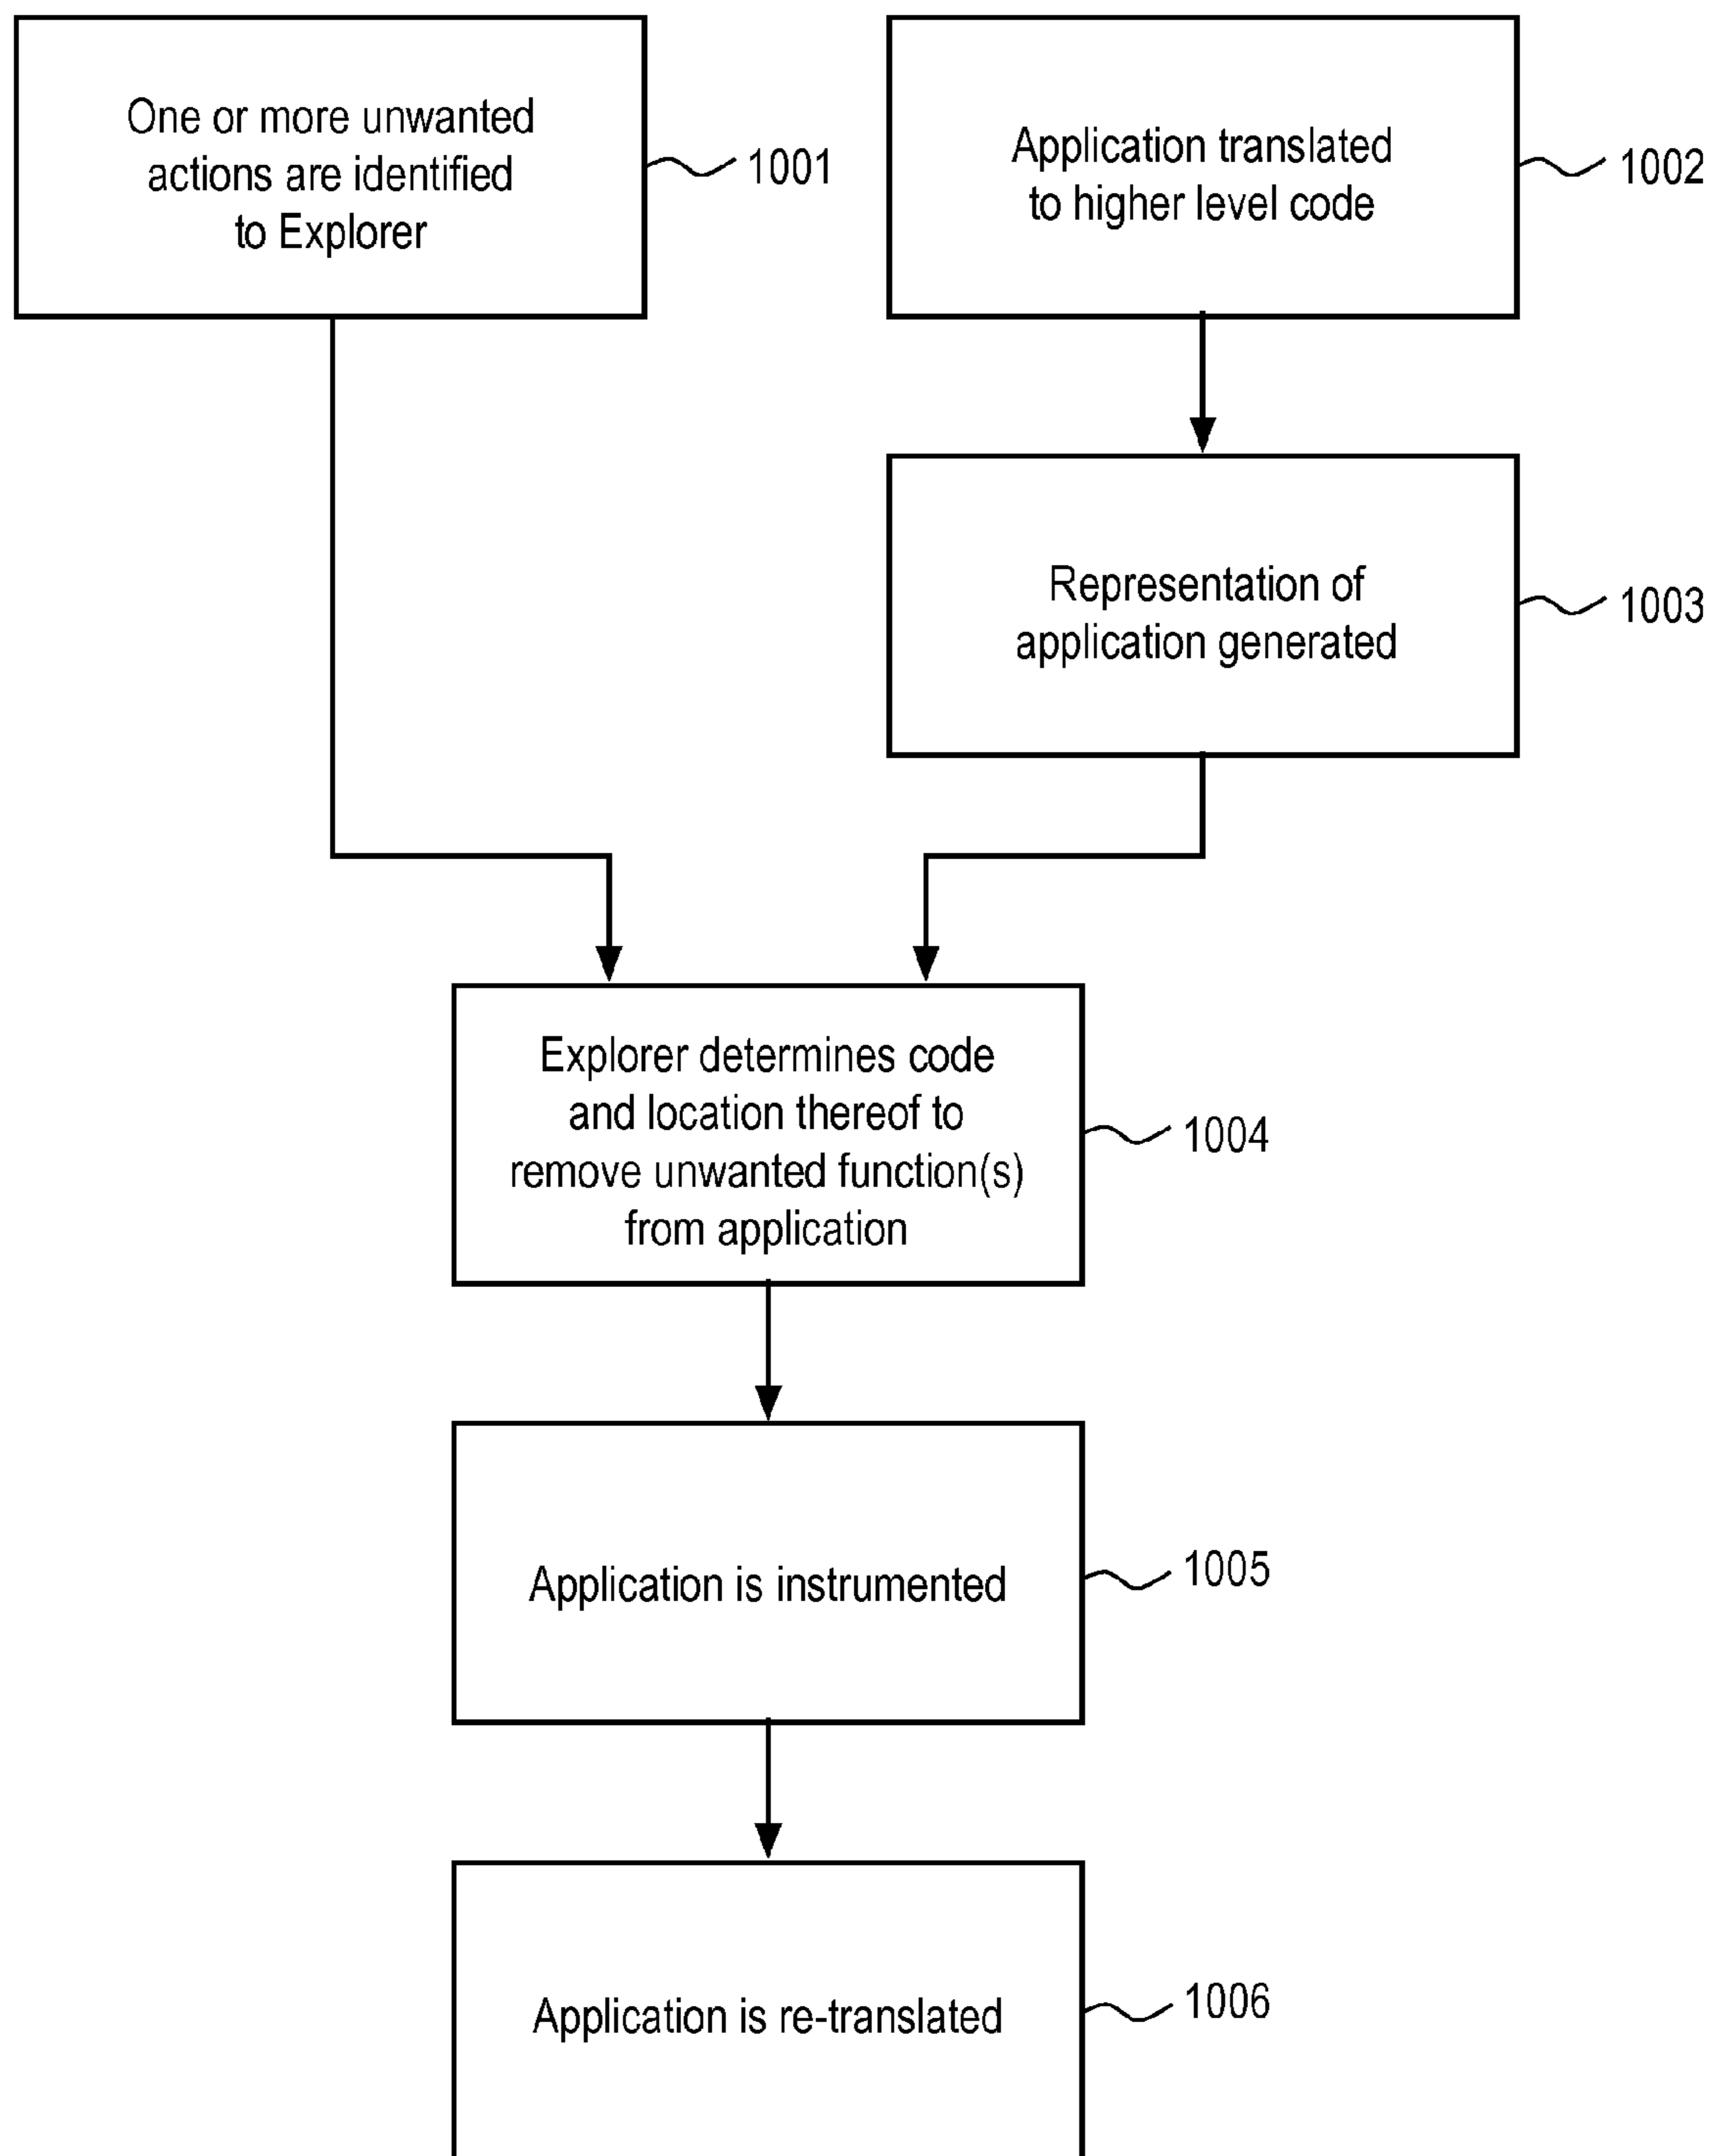 One or more unwanted
actions are identified
to Explorer
1001
Application translated
to higher level code
1002
Representation of
application generated
1003
Explorer determines code
and location thereof to
remove unwanted function(s)
from application
1004
Application is instrumented
1005
Application is re-translated
1006